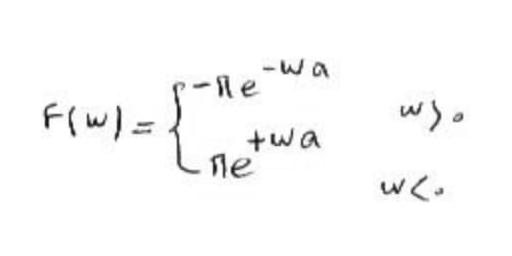 F(w) = { -πe^{-wa} w>0
πe^{+wa} w<0